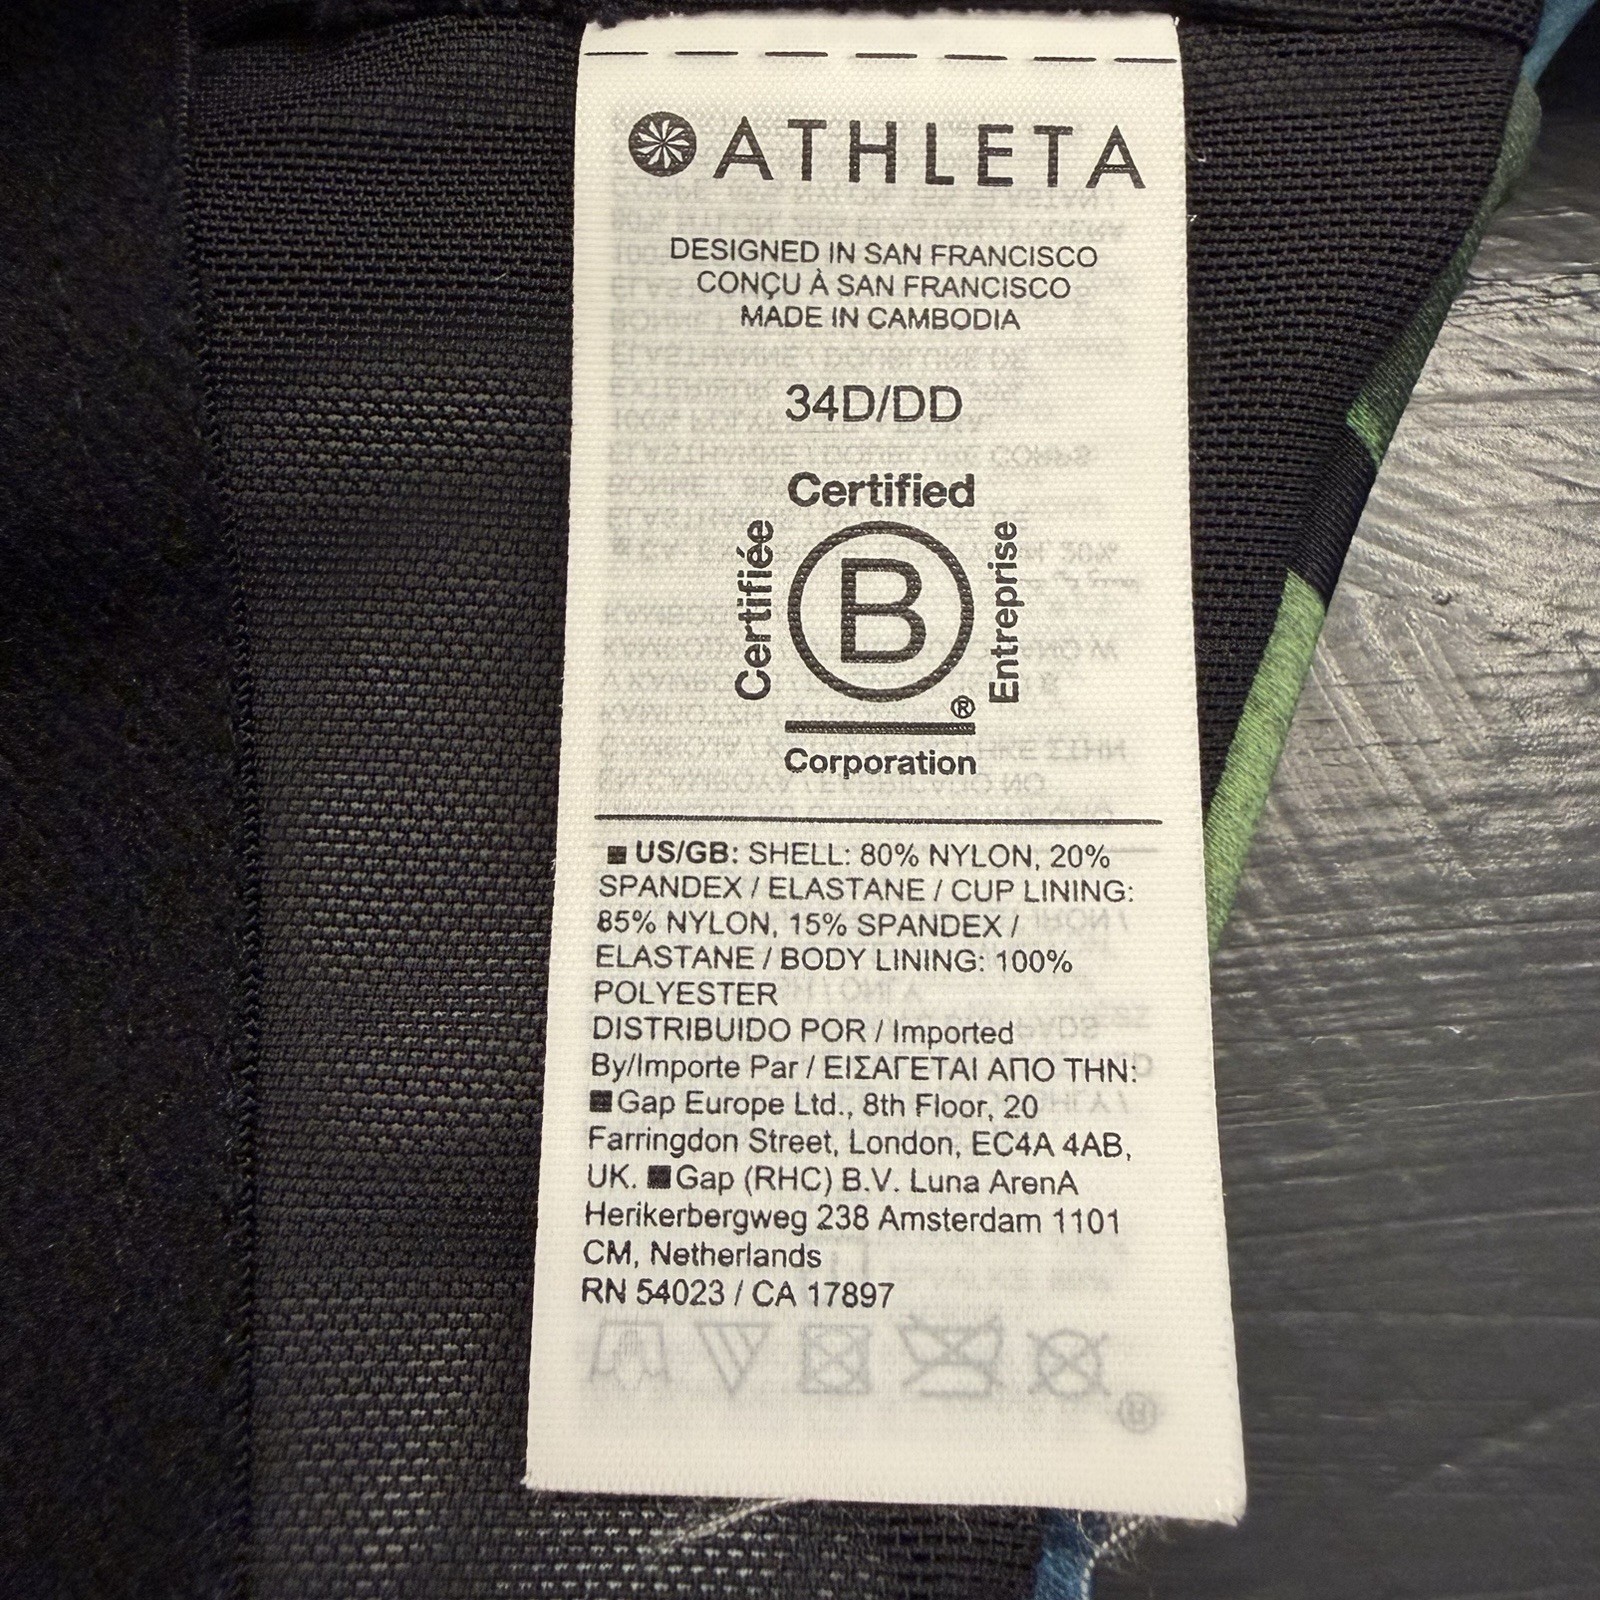 ATHLETA
DESIGNED IN SAN FRANCISCO
CONÇU À SAN FRANCISCO
MADE IN CAMBODIA
34D/DD
Certified
Certifiée
B
Entreprise
®
Corporation
US/GB: SHELL: 80% NYLON, 20%
SPANDEX / ELASTANE / CUP LINING:
85% NYLON, 15% SPANDEX /
ELASTANE / BODY LINING: 100%
POLYESTER
DISTRIBUIDO POR / Imported
By/Importe Par / ΕΙΣΑΓΕΤΑΙ ΑΠΟ ΤΗΝ:
Gap Europe Ltd., 8th Floor, 20
Farringdon Street, London, EC4A 4AB,
UK. Gap (RHC) B.V. Luna ArenA
Herikerbergweg 238 Amsterdam 1101
CM, Netherlands
RN 54023 / CA 17897